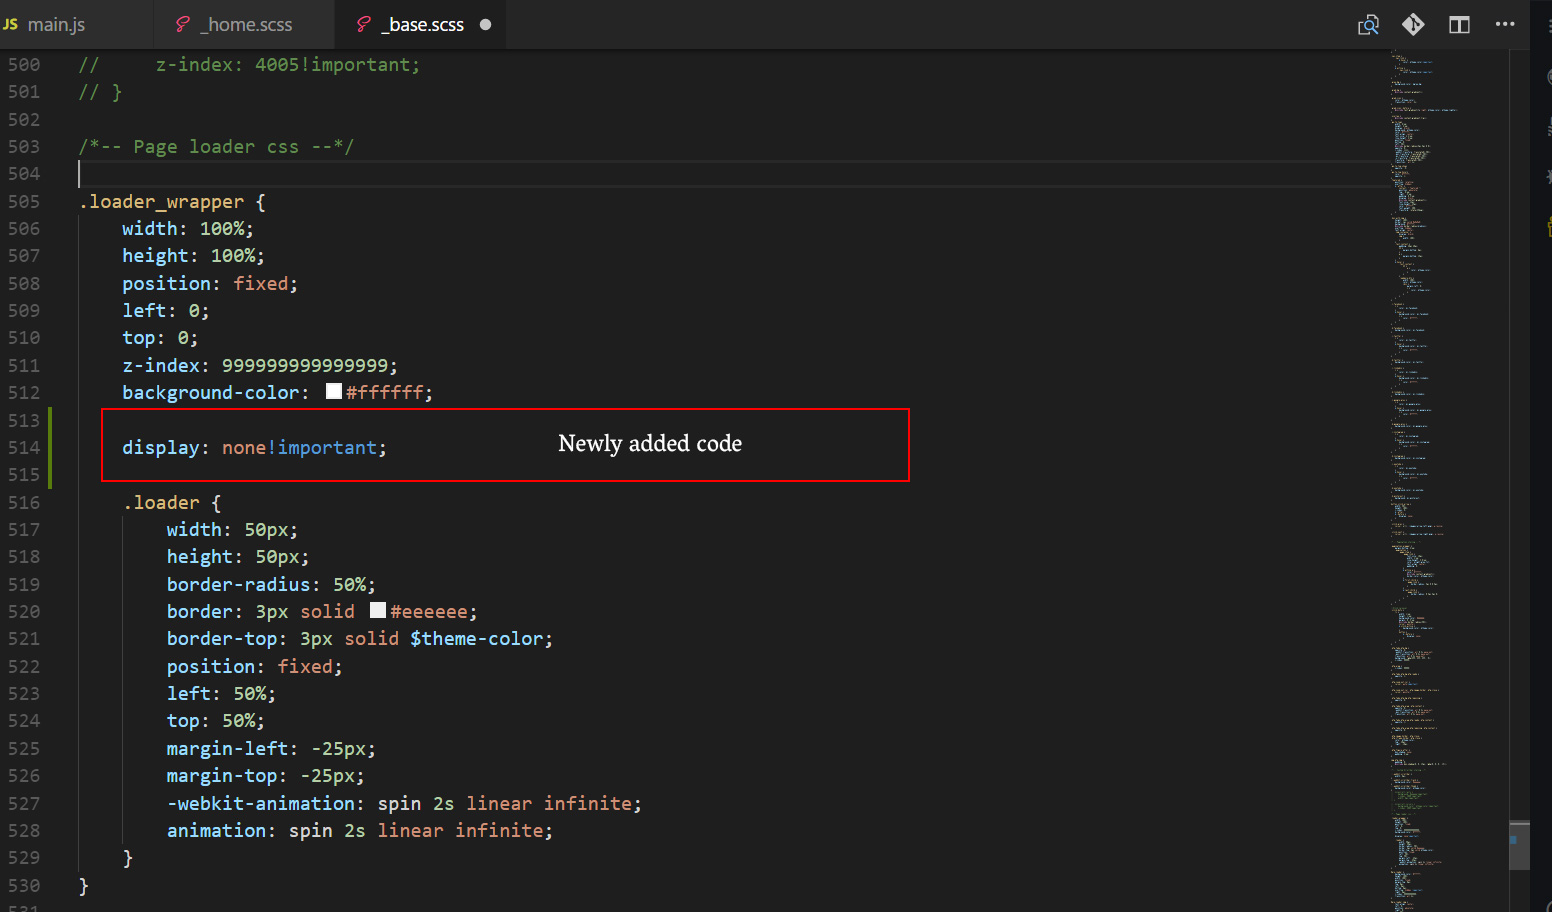 JS main.js
_home.scss
_base.scss
500 //     z-index: 4005!important;
501 // }
502
503 /*-- Page loader css --*/
504
505 .loader_wrapper {
506     width: 100%;
507     height: 100%;
508     position: fixed;
509     left: 0;
510     top: 0;
511     z-index: 999999999999999;
512     background-color: #ffffff;
513
514     display: none!important;
Newly added code
515
516     .loader {
517         width: 50px;
518         height: 50px;
519         border-radius: 50%;
520         border: 3px solid #eeeeee;
521         border-top: 3px solid $theme-color;
522         position: fixed;
523         left: 50%;
524         top: 50%;
525         margin-left: -25px;
526         margin-top: -25px;
527         -webkit-animation: spin 2s linear infinite;
528         animation: spin 2s linear infinite;
529     }
530 }
531